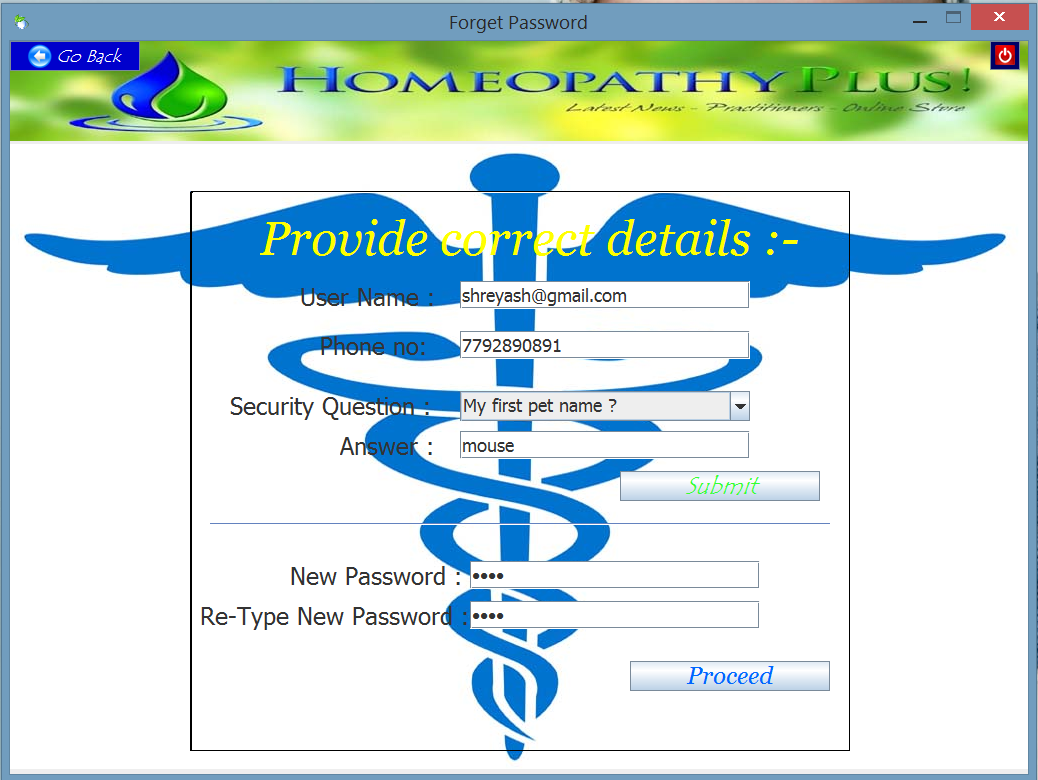 Forget Password
Go Back
HOMEOPATHY PLUS!
Latest News - Practitioners - Online Store
Provide correct details :-
User Name : shreyash@gmail.com
Phone no: 7792890891
Security Question : My first pet name ?
Answer : mouse
Submit
New Password : ••••
Re-Type New Password : ••••
Proceed